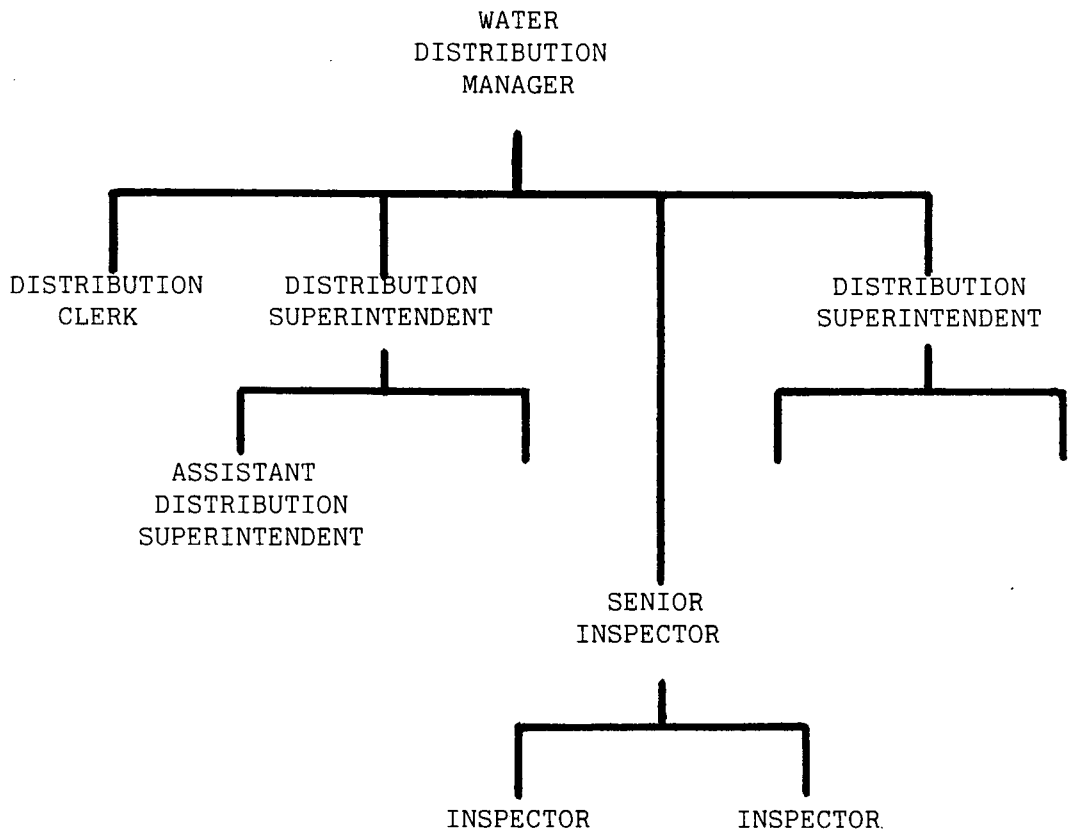 WATER
DISTRIBUTION
MANAGER
DISTRIBUTION
CLERK
DISTRIBUTION
SUPERINTENDENT
DISTRIBUTION
SUPERINTENDENT
ASSISTANT
DISTRIBUTION
SUPERINTENDENT
SENIOR
INSPECTOR
INSPECTOR
INSPECTOR